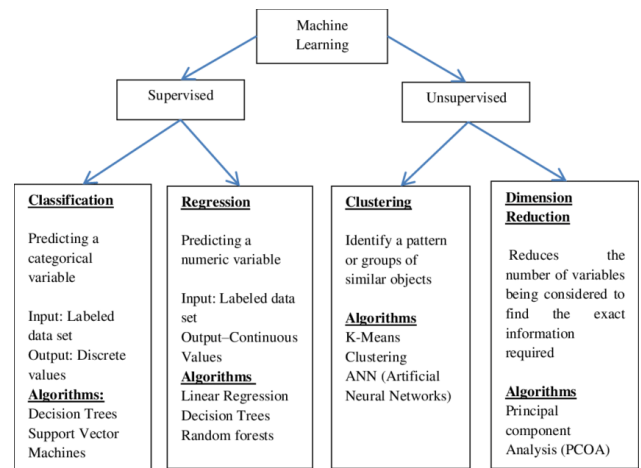 Machine
Learning
Supervised
Unsupervised
Classification
Predicting a
categorical
variable
Input: Labeled
data set
Output: Discrete
values
Algorithms:
Decision Trees
Support Vector
Machines
Regression
Predicting a
numeric variable
Input: Labeled data
set
Output–Continuous
Values
Algorithms
Linear Regression
Decision Trees
Random forests
Clustering
Identify a pattern
or groups of
similar objects
Algorithms
K-Means
Clustering
ANN (Artificial
Neural Networks)
Dimension
Reduction
Reduces the
number of variables
being considered to
find the exact
information
required
Algorithms
Principal
component
Analysis (PCOA)